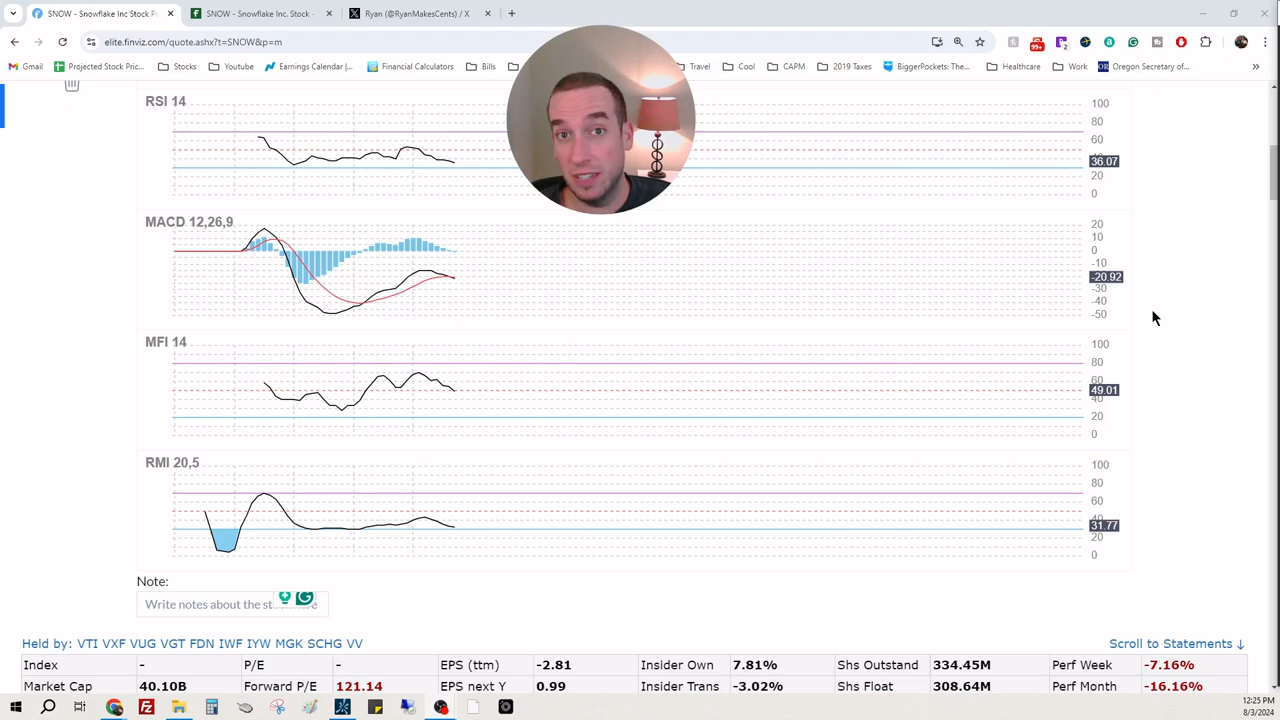 SNOW - Snowflake Inc Stock Pr
SNOW - Snowflake Inc. Stock -
Ryan (@RyanMakesCents) / X
elite.finviz.com/quote.ashx?t=SNOW&p=m
99+
2
Gmail
Projected Stock Pric...
Stocks
Youtube
Earnings Calendar |...
Financial Calculators
Bills
Travel
Cool
CAPM
2019 Taxes
BiggerPockets: The...
Healthcare
Work
Oregon Secretary of...
RSI 14
100
80
60
36.07
20
0
MACD 12,26,9
20
10
0
-10
-20.92
-30
-40
-50
MFI 14
100
80
60
49.01
40
20
0
RMI 20,5
100
80
60
40
31.77
20
0
Note:
Write notes about the st
Held by: VTI VXF VUG VGT FDN IWF IYW MGK SCHG VV
Scroll to Statements ↓
Index - P/E - EPS (ttm) -2.81 Insider Own 7.81% Shs Outstand 334.45M Perf Week -7.16%
Market Cap 40.10B Forward P/E 121.14 EPS next Y 0.99 Insider Trans -3.02% Shs Float 308.64M Perf Month -16.16%
12:25 PM
8/3/2024